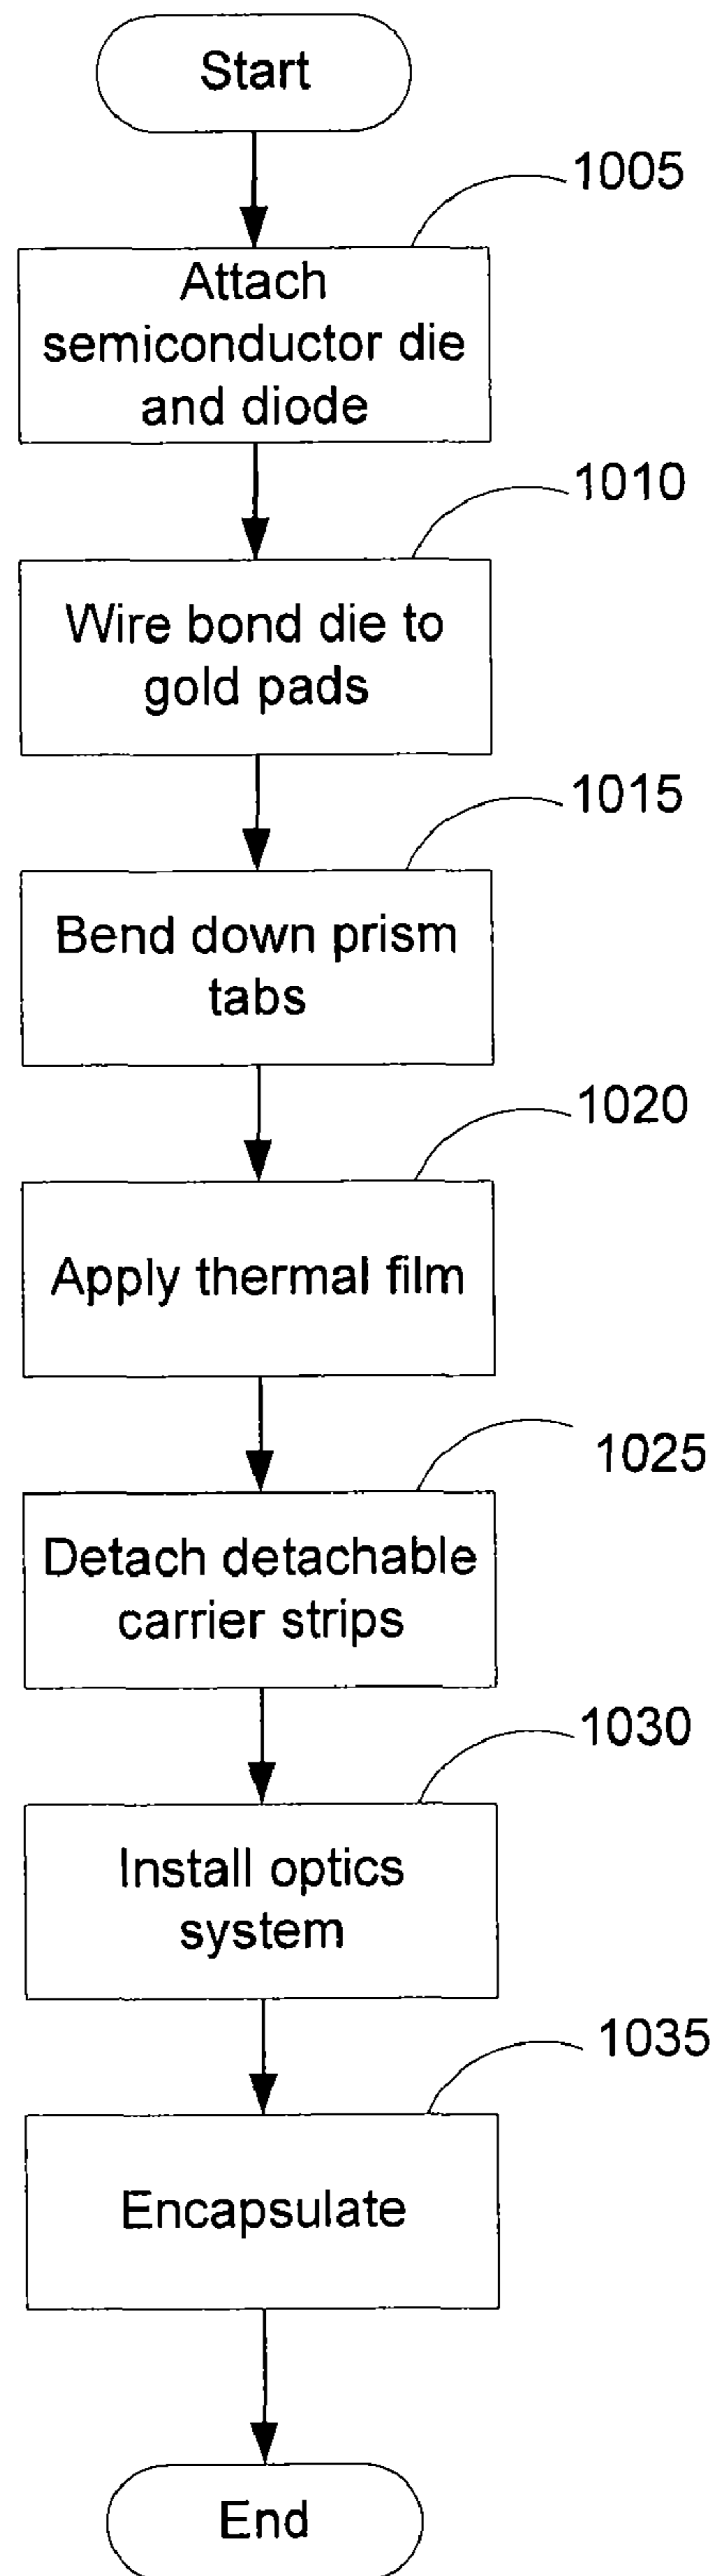 Start
1005
Attach
semiconductor die
and diode
1010
Wire bond die to
gold pads
1015
Bend down prism
tabs
1020
Apply thermal film
1025
Detach detachable
carrier strips
1030
Install optics
system
1035
Encapsulate
End